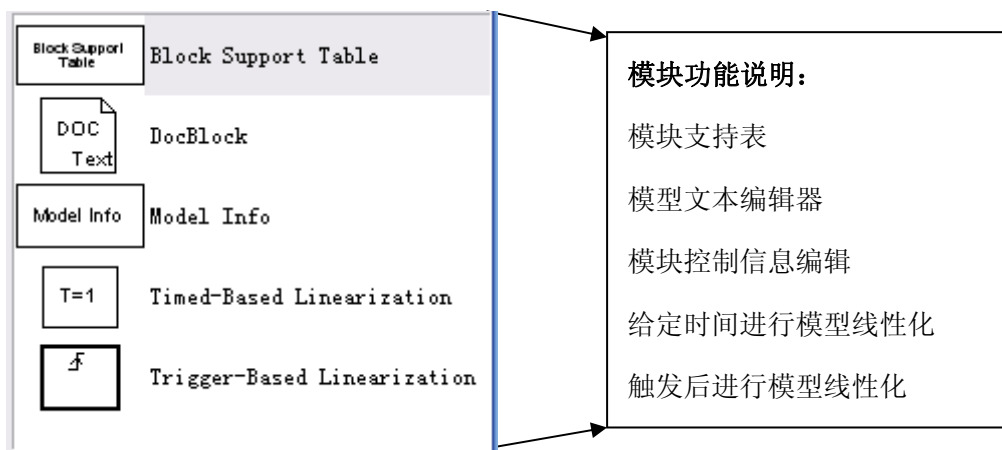 Block Support
Table
Block Support Table
DOC
Text
DocBlock
Model Info
Model Info
T=1
Timed-Based Linearization
Trigger-Based Linearization
模块功能说明：
模块支持表
模型文本编辑器
模块控制信息编辑
给定时间进行模型线性化
触发后进行模型线性化